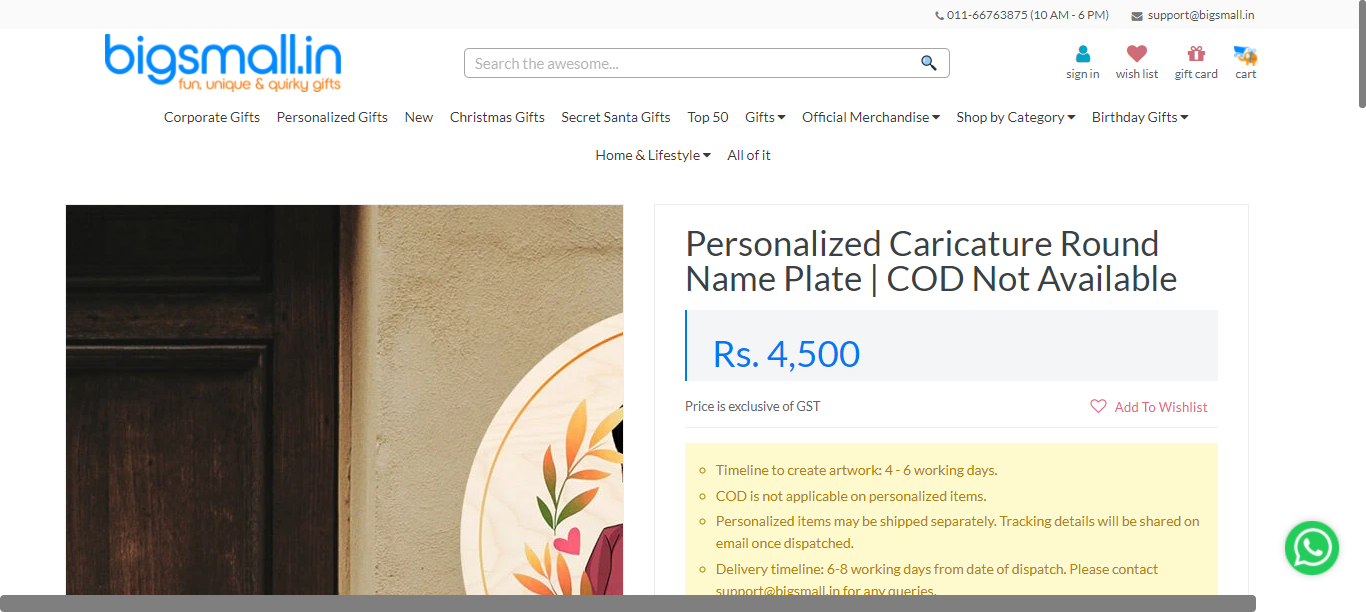 011-66763875 (10 AM - 6 PM) support@bigsmall.in
bigsmall.in
fun, unique & quirky gifts
Search the awesome...
sign in wish list gift card cart
Corporate Gifts Personalized Gifts New Christmas Gifts Secret Santa Gifts Top 50 Gifts Official Merchandise Shop by Category Birthday Gifts
Home & Lifestyle All of it
Personalized Caricature Round
Name Plate | COD Not Available
Rs. 4,500
Price is exclusive of GST
Add To Wishlist
Timeline to create artwork: 4 - 6 working days.
COD is not applicable on personalized items.
Personalized items may be shipped separately. Tracking details will be shared on
email once dispatched.
Delivery timeline: 6-8 working days from date of dispatch. Please contact
support@bigsmall.in for any queries.